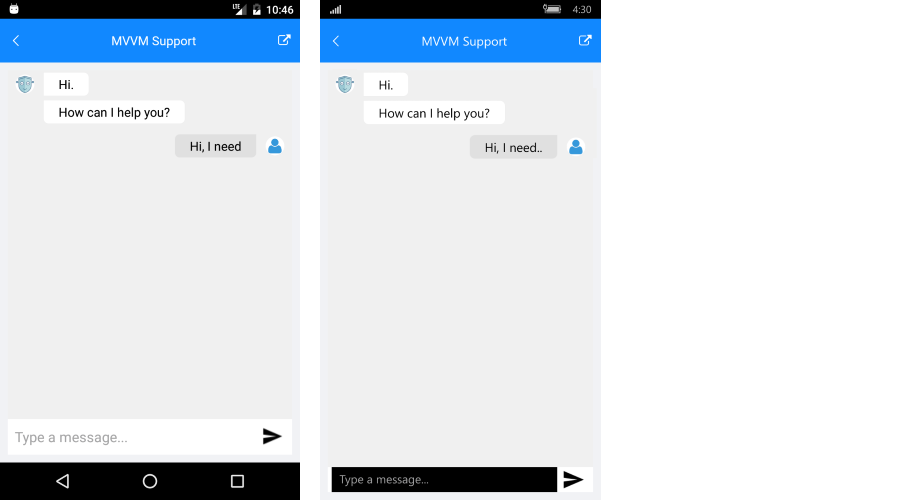 LTE 10:46
MVVM Support
Hi.
How can I help you?
Hi, I need
Type a message...
4:30
MVVM Support
Hi.
How can I help you?
Hi, I need..
Type a message...